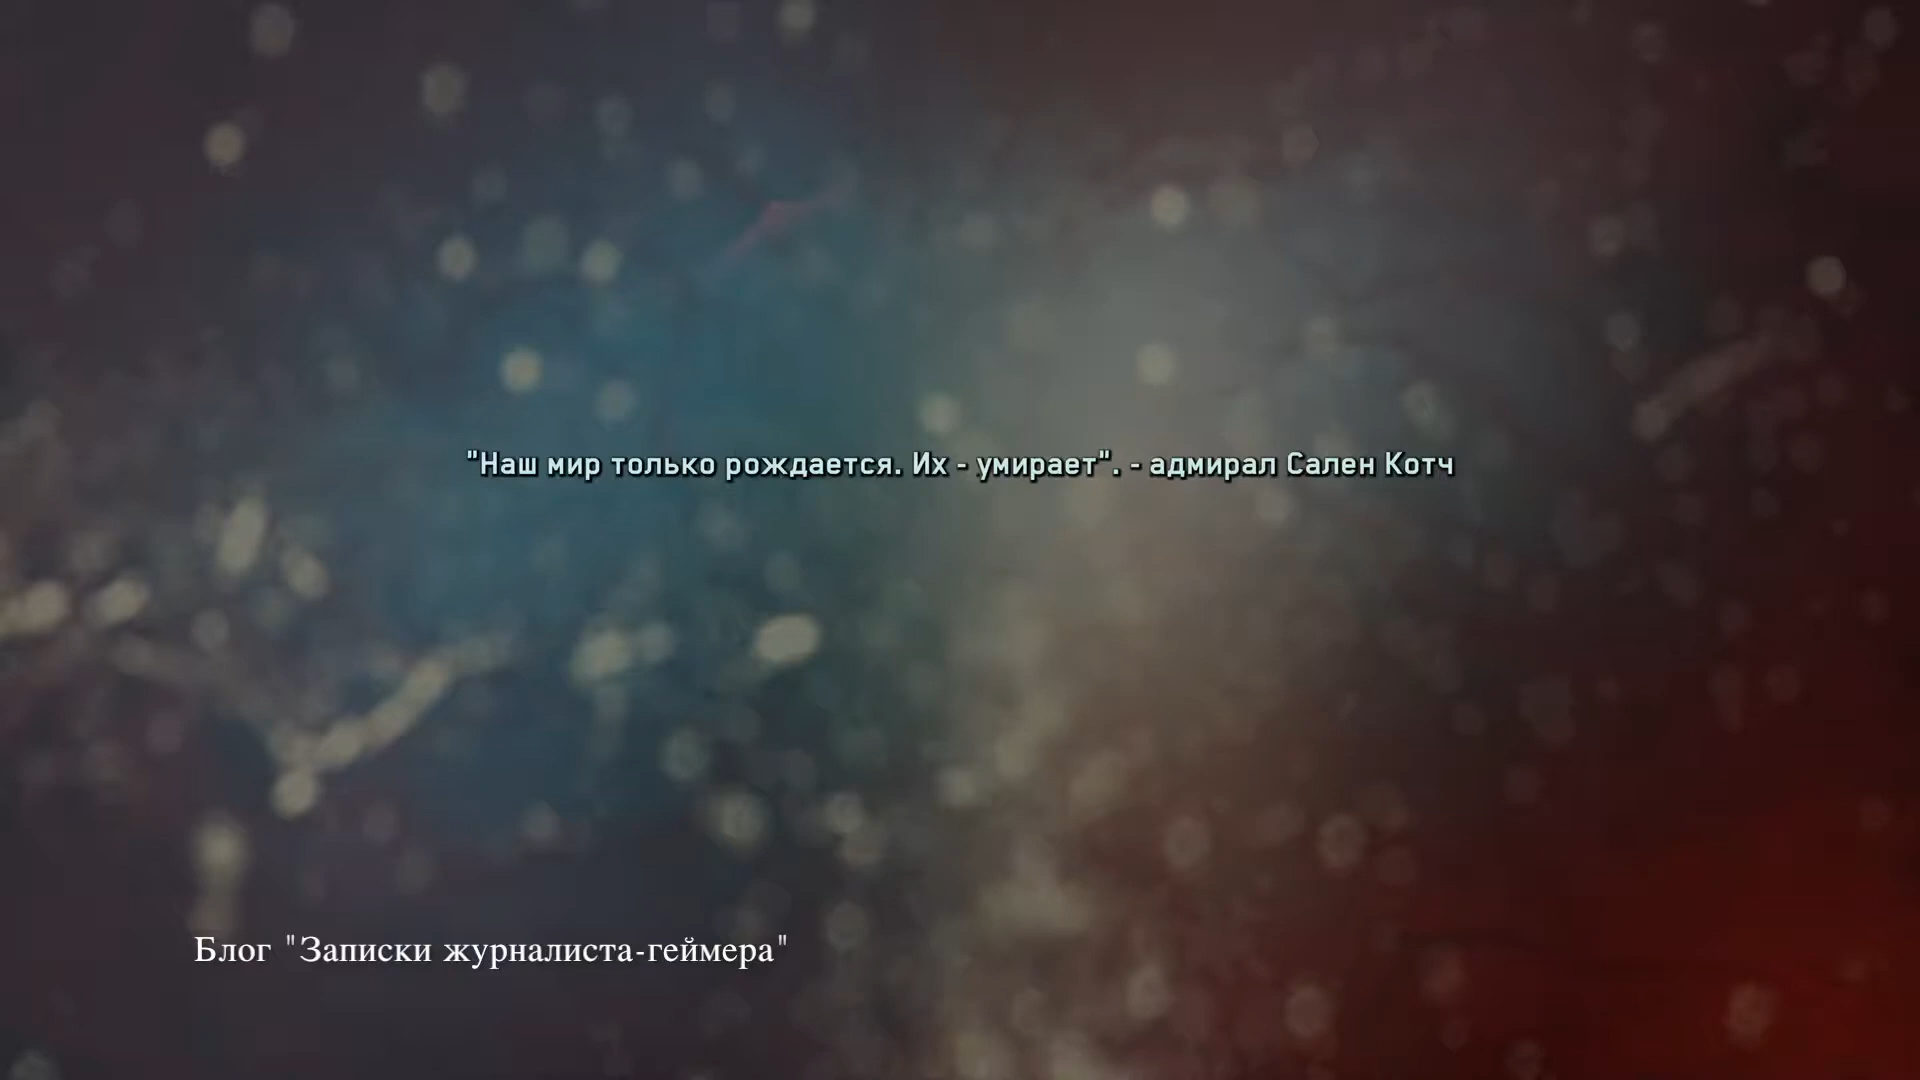 "Наш мир только рождается. Их - умирает". - адмирал Сален Котч
Блог "Записки журналиста-геймера"